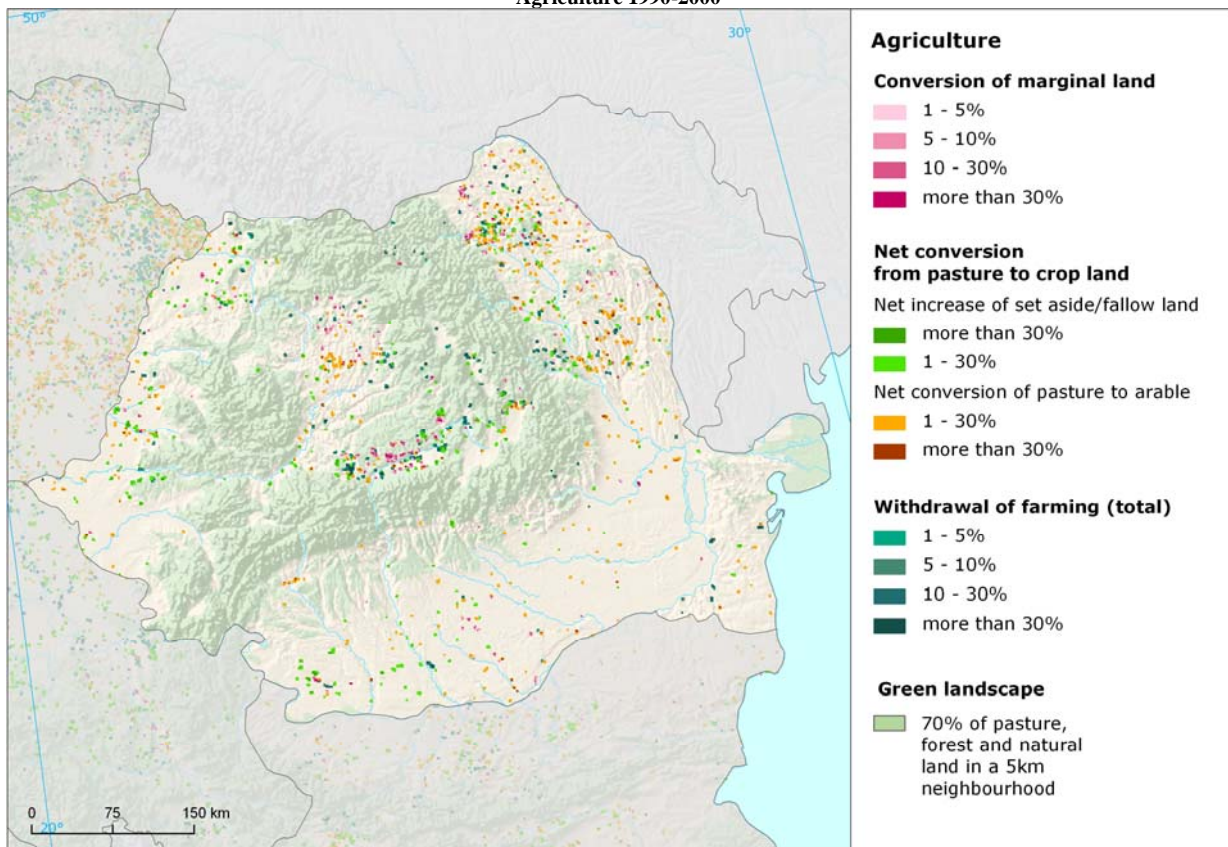 Agriculture 1990-2000
50°
30°
20°
0 75 150 km
Agriculture
Conversion of marginal land
1 - 5%
5 - 10%
10 - 30%
more than 30%
Net conversion
from pasture to crop land
Net increase of set aside/fallow land
more than 30%
1 - 30%
Net conversion of pasture to arable
1 - 30%
more than 30%
Withdrawal of farming (total)
1 - 5%
5 - 10%
10 - 30%
more than 30%
Green landscape
70% of pasture,
forest and natural
land in a 5km
neighbourhood